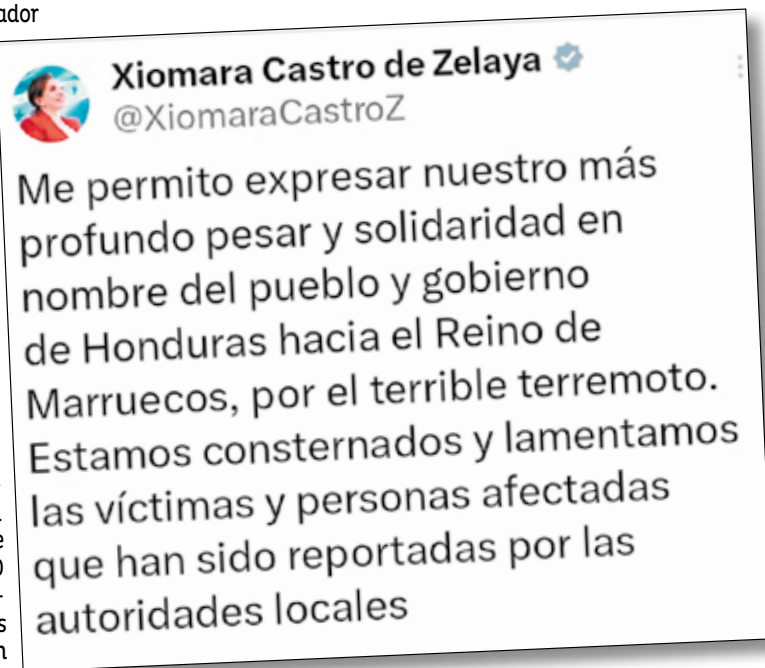 ador
Xiomara Castro de Zelaya
@XiomaraCastroZ
Me permito expresar nuestro más
profundo pesar y solidaridad en
nombre del pueblo y gobierno
de Honduras hacia el Reino de
Marruecos, por el terrible terremoto.
Estamos consternados y lamentamos
las víctimas y personas afectadas
que han sido reportadas por las
autoridades locales